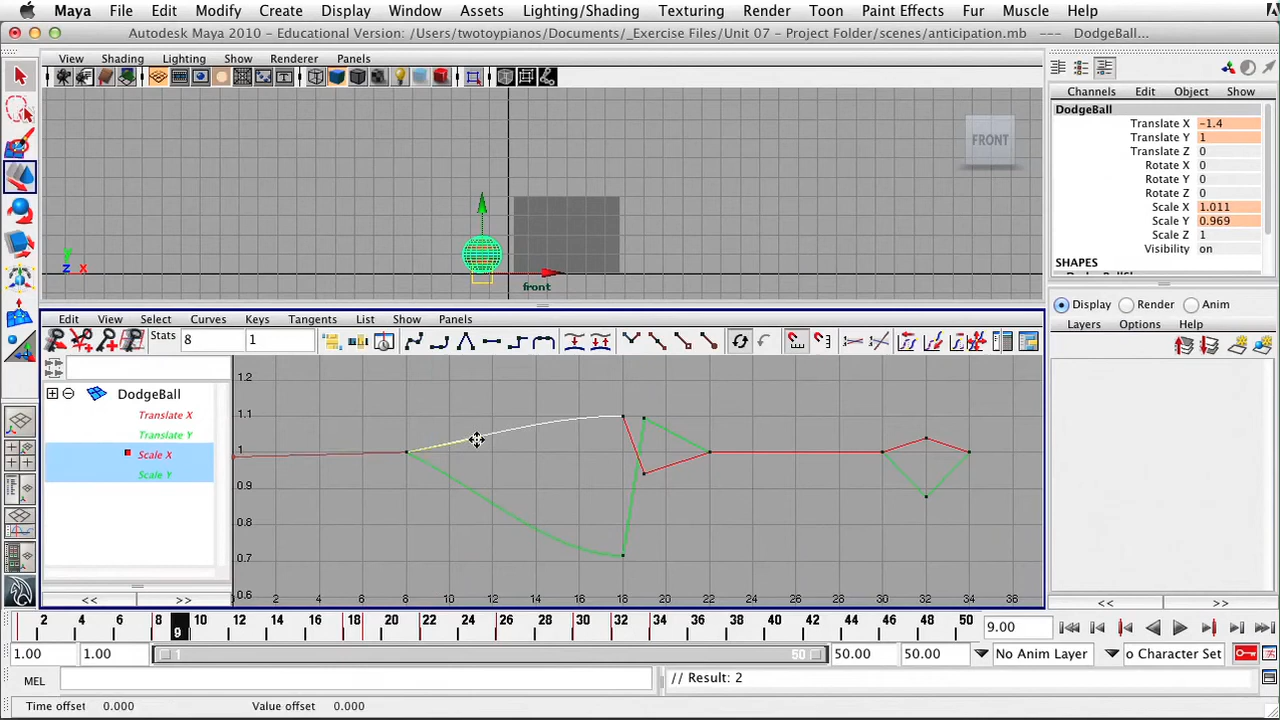 Maya File Edit Modify Create Display Window Assets Lighting/Shading Texturing Render Toon Paint Effects Fur Muscle Help
Autodesk Maya 2010 - Educational Version: /Users/twotoypianos/Documents/_Exercise Files/Unit 07 - Project Folder/scenes/anticipation.mb --- DodgeBall...
View Shading Lighting Show Renderer Panels
FRONT
y
z x
front
Channels Edit Object Show
DodgeBall
Translate X -1.4
Translate Y 1
Translate Z 0
Rotate X 0
Rotate Y 0
Rotate Z 0
Scale X 1.011
Scale Y 0.969
Scale Z 1
Visibility on
SHAPES
Display Render Anim
Layers Options Help
Edit View Select Curves Keys Tangents List Show Panels
Stats 8 1
DodgeBall
Translate X
Translate Y
Scale X
Scale Y
1.2
1.1
1
0.9
0.8
0.7
0.6
0 2 4 6 8 10 12 14 16 18 20 22 24 26 28 30 32 34 36
<< >>
<< >>
2 4 6 8 9 10 12 14 16 18 20 22 24 26 28 30 32 34 36 38 40 42 44 46 48 50 9.00
1.00 1.00 1 50 50.00 50.00 No Anim Layer o Character Set
MEL // Result: 2
Time offset 0.000 Value offset 0.000